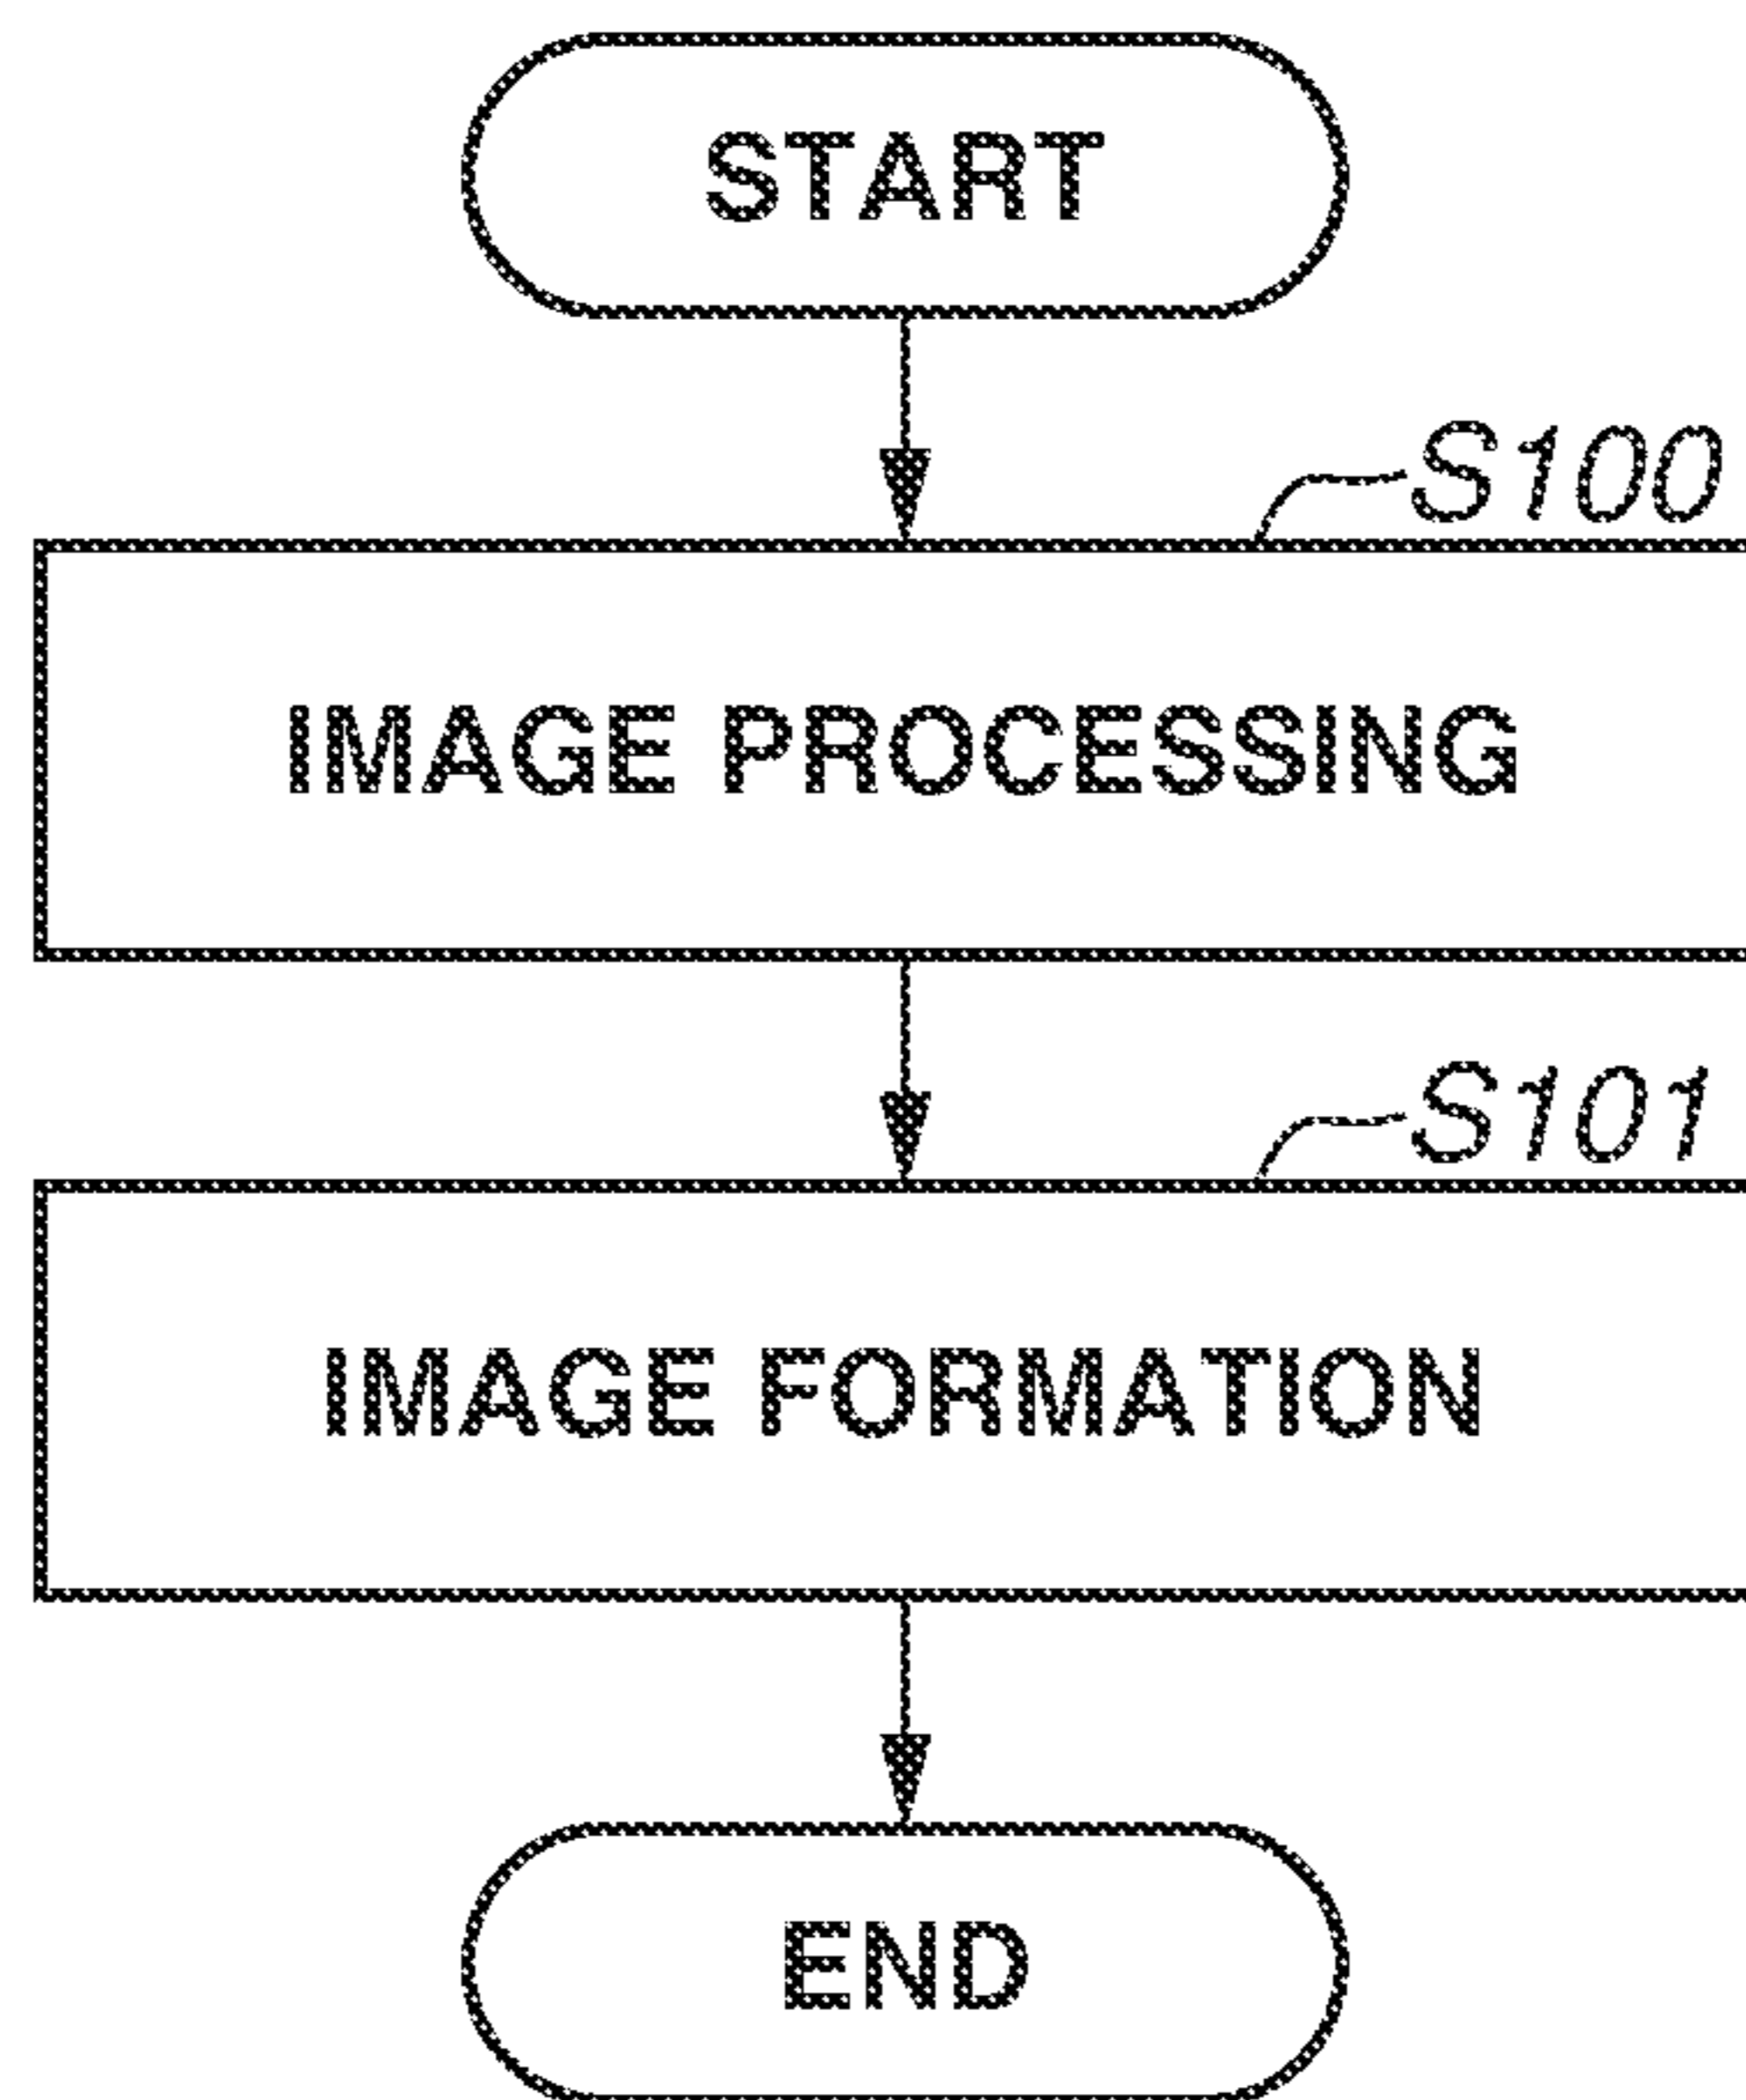 START
S100
IMAGE PROCESSING
S101
IMAGE FORMATION
END